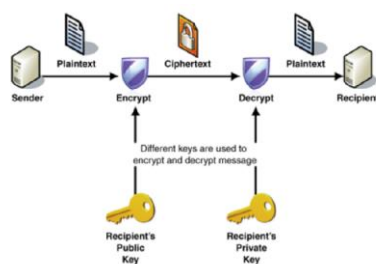 Plaintext
Ciphertext
Plaintext
Sender
Encrypt
Decrypt
Recipient
Different keys are used to
encrypt and decrypt message
Recipient's
Public
Key
Recipient's
Private
Key